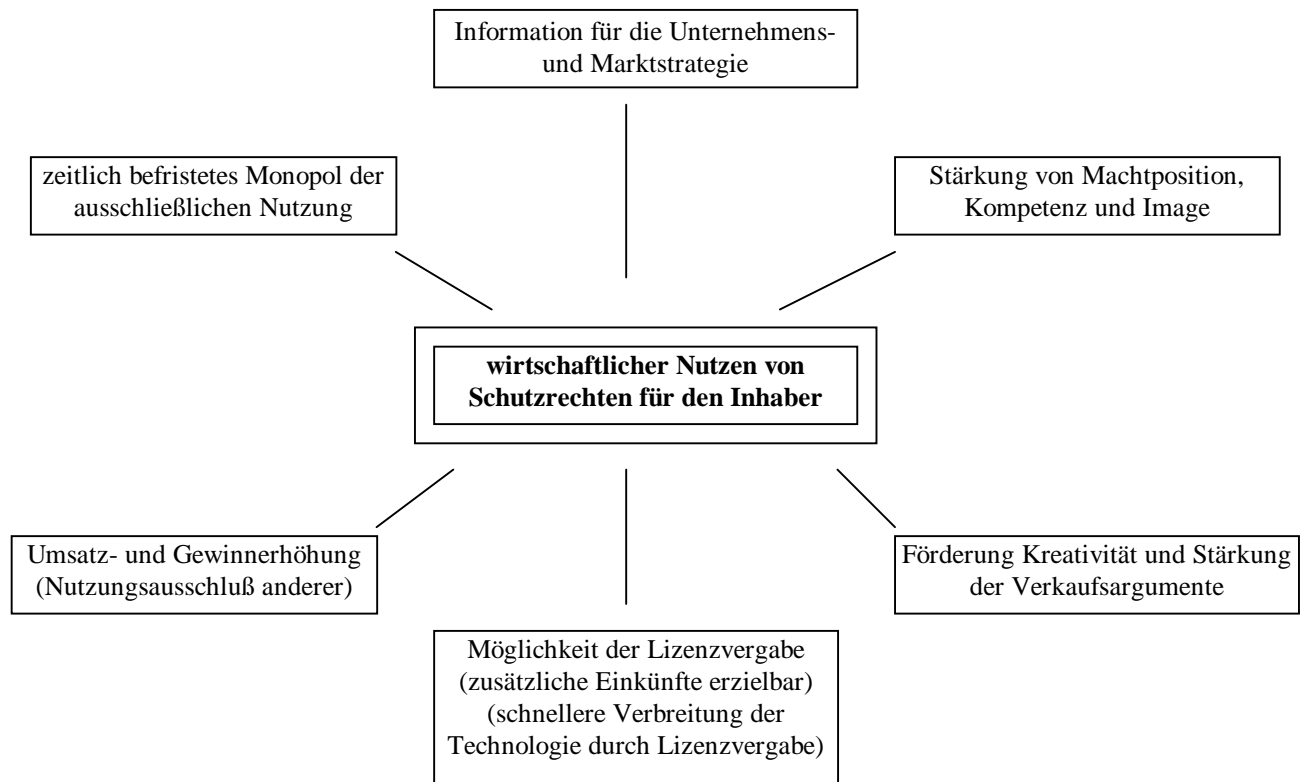 Information für die Unternehmens-
und Marktstrategie
zeitlich befristetes Monopol der
ausschließlichen Nutzung
Stärkung von Machtposition,
Kompetenz und Image
wirtschaftlicher Nutzen von
Schutzrechten für den Inhaber
Umsatz- und Gewinnerhöhung
(Nutzungsausschluß anderer)
Förderung Kreativität und Stärkung
der Verkaufsargumente
Möglichkeit der Lizenzvergabe
(zusätzliche Einkünfte erzielbar)
(schnellere Verbreitung der
Technologie durch Lizenzvergabe)